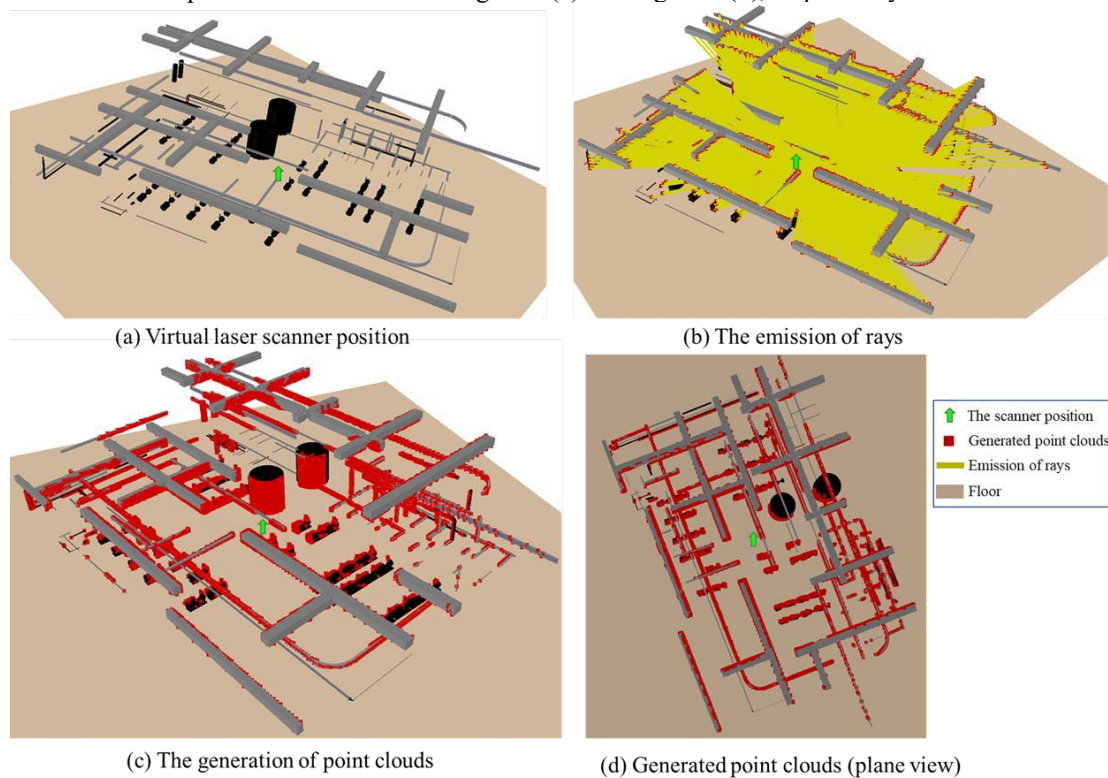 (a) Virtual laser scanner position
(b) The emission of rays
The scanner position
Generated point clouds
Emission of rays
Floor
(c) The generation of point clouds
(d) Generated point clouds (plane view)